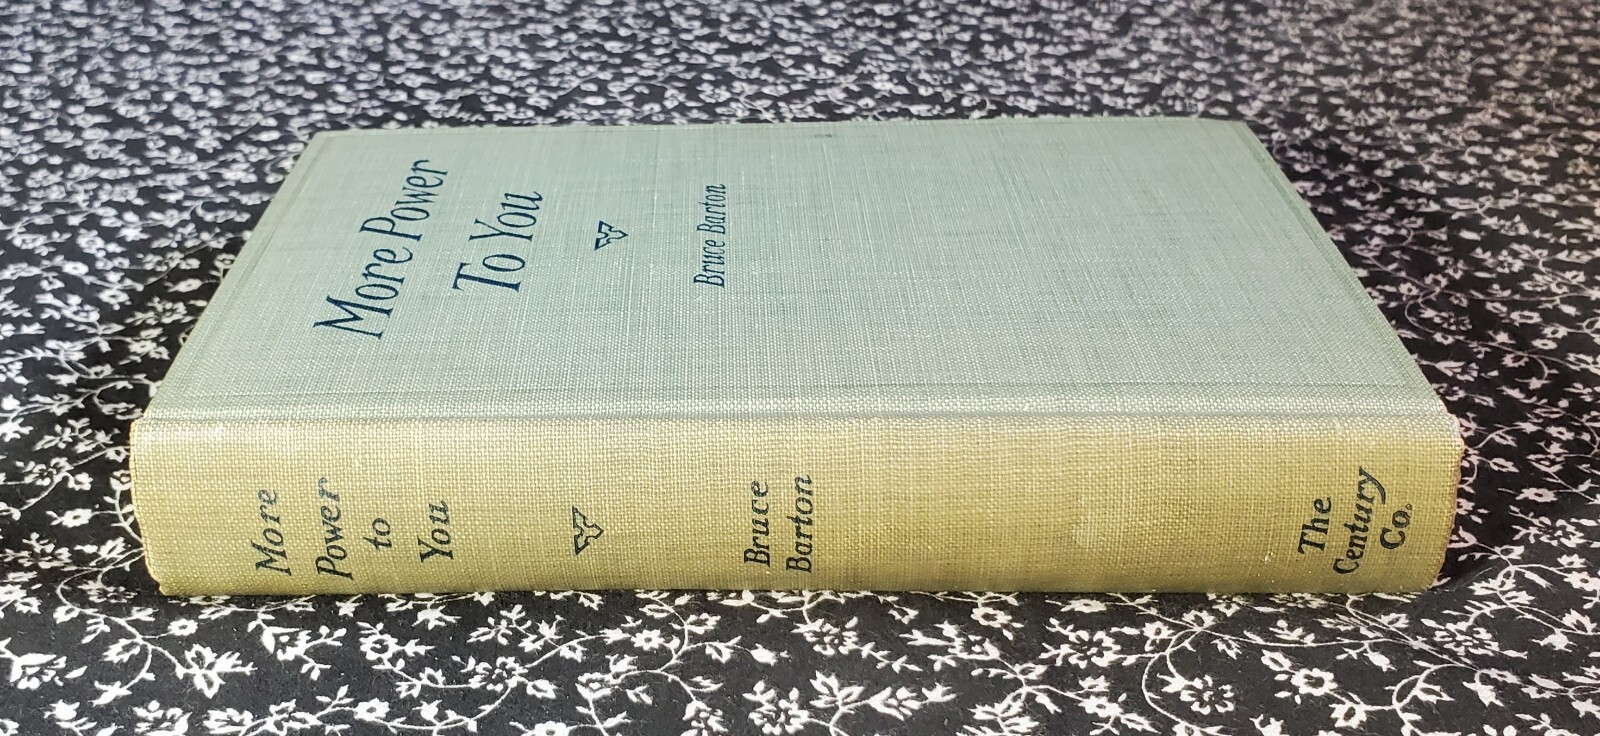 More Power
To You
Bruce Barton
More
Power
to
You
Bruce
Barton
The
Century
Co.